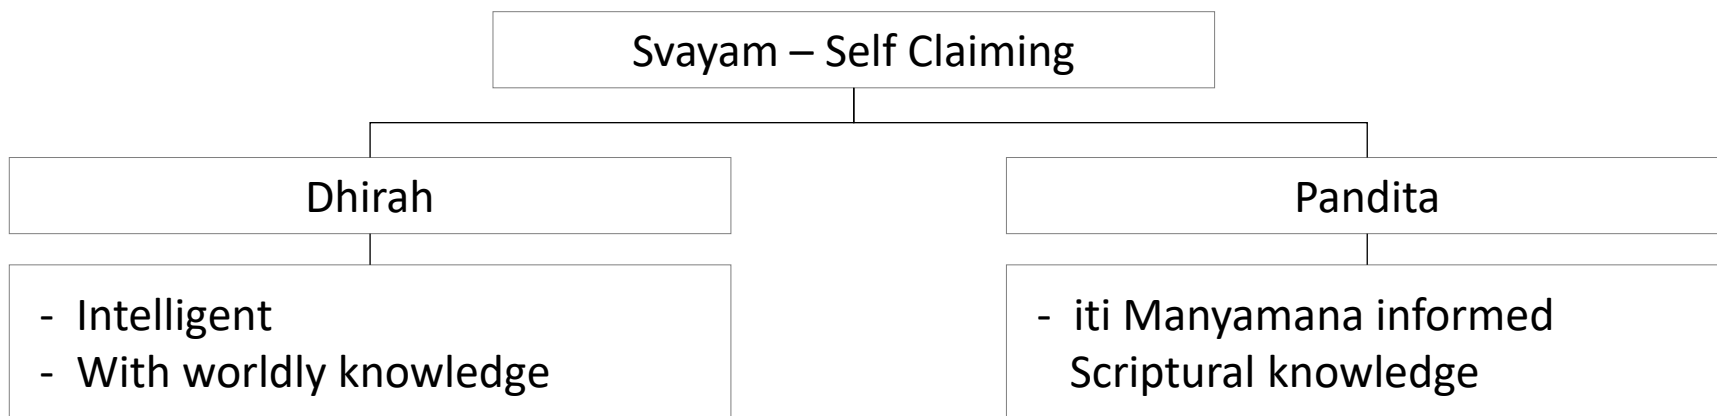 Svayam – Self Claiming
Dhirah
Pandita
- Intelligent
- With worldly knowledge
- iti Manyamana informed
Scriptural knowledge